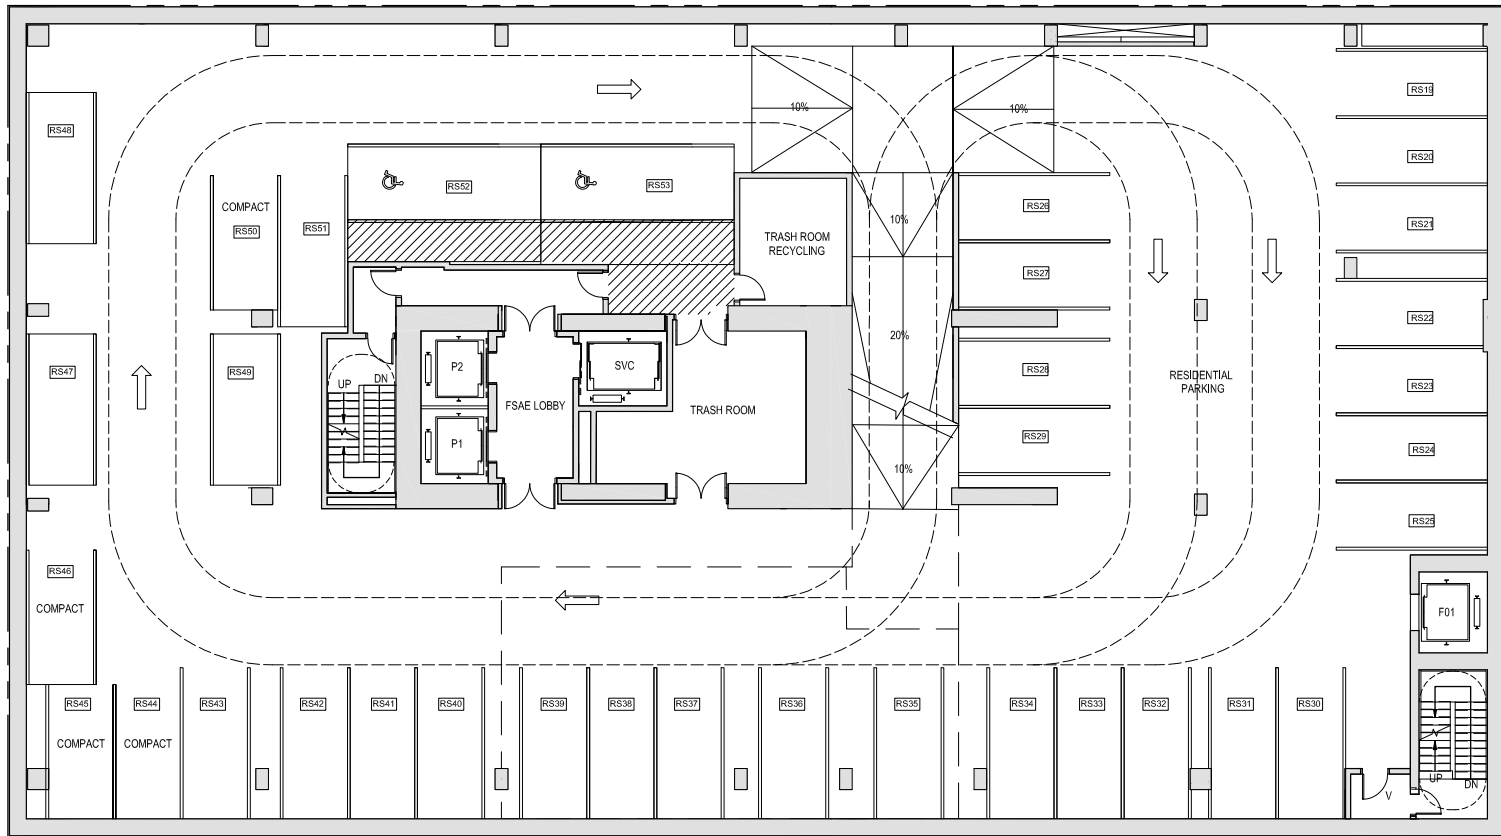 RS19
10%
10%
RS48
RS20
RS52
RS53
COMPACT
RS50
RS51
RS26
10%
RS21
TRASH ROOM
RECYCLING
RS27
RS22
20%
RS47
RS49
P2
SVC
RS28
UP
DN
RESIDENTIAL
PARKING
RS23
FSAE LOBBY
TRASH ROOM
P1
RS29
RS24
10%
RS25
RS46
COMPACT
F01
RS45
RS44
RS43
RS42
RS41
RS40
RS39
RS38
RS37
RS36
RS35
RS34
RS33
RS32
RS31
RS30
COMPACT
COMPACT
UP
DN
V